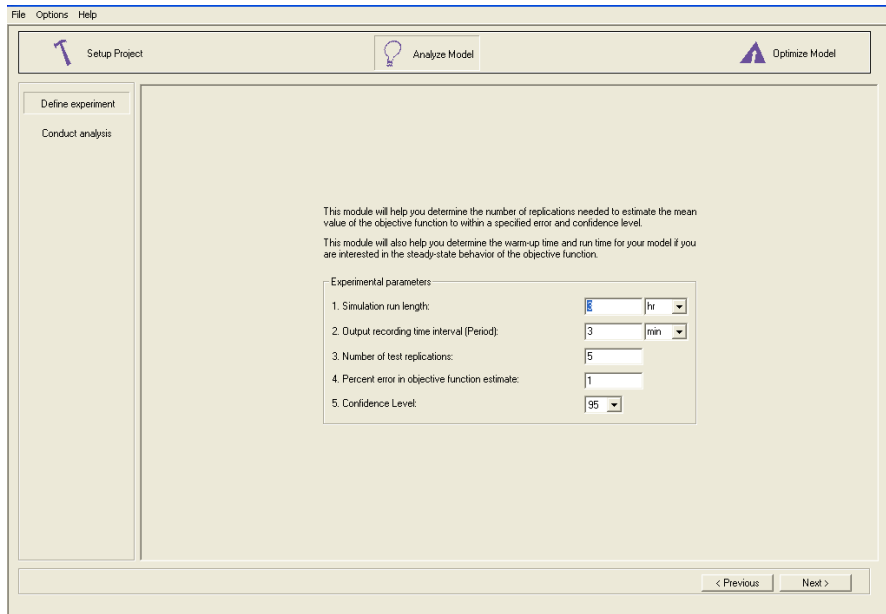 File Options Help
Setup Project
Analyze Model
Optimize Model
Define experiment
Conduct analysis
This module will help you determine the number of replications needed to estimate the mean
value of the objective function to within a specified error and confidence level.
This module will also help you determine the warm-up time and run time for your model if you
are interested in the steady-state behavior of the objective function.
Experimental parameters
1. Simulation run length: 3 hr
2. Output recording time interval (Period): 3 min
3. Number of test replications: 5
4. Percent error in objective function estimate: 1
5. Confidence Level: 95
< Previous Next >